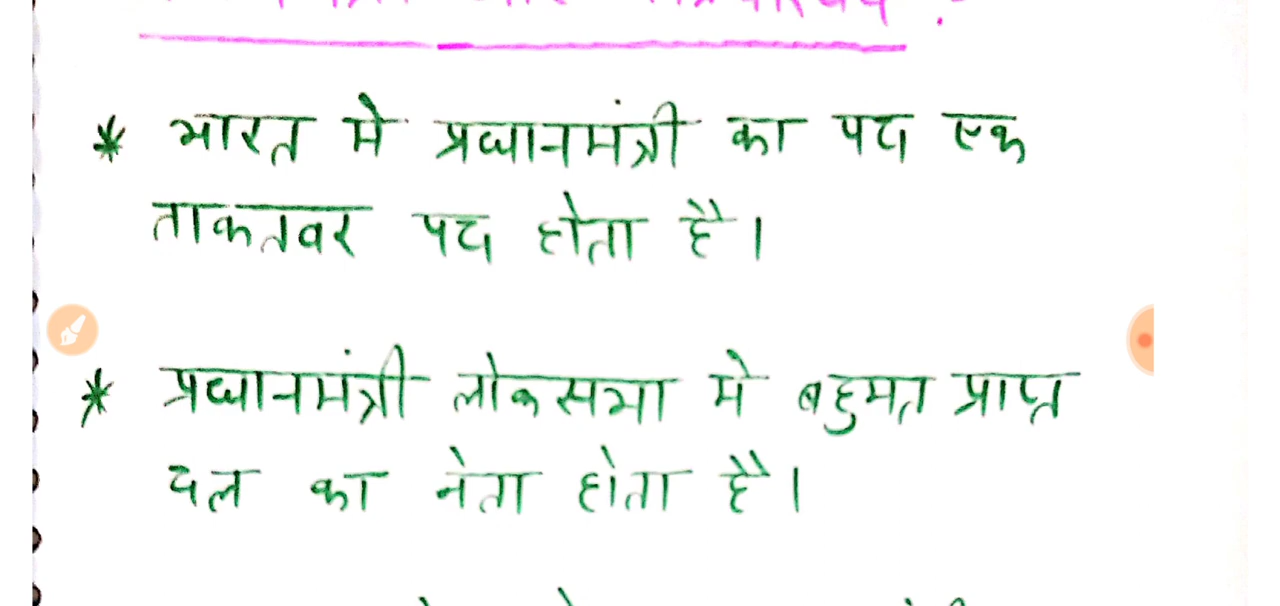 * भारत मे प्रधानमंत्री का पद एक
ताकतवर पद होता है।
* प्रधानमंत्री लोकसभा मे बहुमत प्राप्त
दल का नेता होता है।